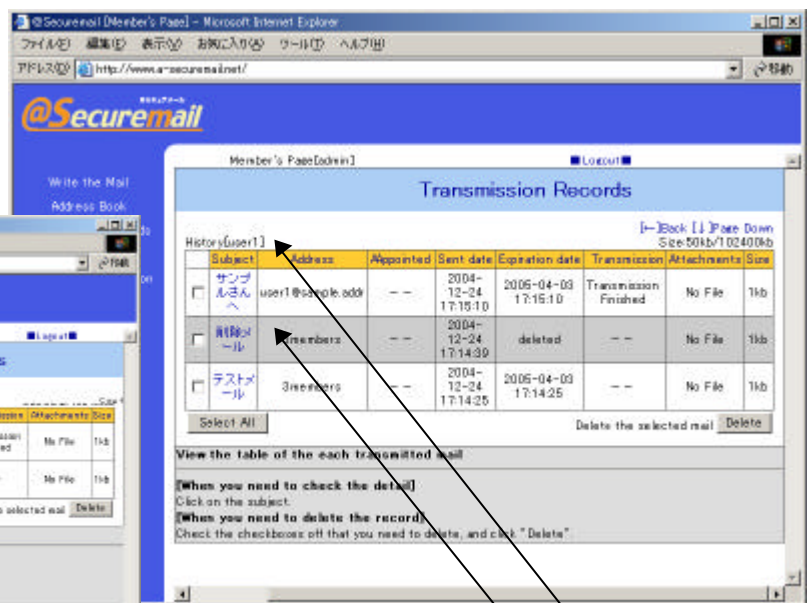 @Securemail [Member's Page] - Microsoft Internet Explorer
ファイル(F) 編集(E) 表示(V) お気に入り(A) ツール(T) ヘルプ(H)
アドレス(D) http://www.a-securemail.net/ 移動
@Securemail
Member's Page[admin] ■Logout■
Write the Mail
Address Book
Transmission Records
[←]Back [↓]Page Down
Size:50kb/102400kb
History[user1]
Subject Address Appointed Sent date Expiration date Transmission Attachments Size
サンプルさんへ user1@sample.addr -- 2004-12-24 17:15:10 2005-04-03 17:15:10 Transmission Finished No File 1kb
削除メール members -- 2004-12-24 17:14:39 deleted -- No File 1kb
テストメール 3members -- 2004-12-24 17:14:25 2005-04-03 17:14:25 -- No File 1kb
Select All Delete the selected mail Delete
View the table of the each transmitted mail
[When you need to check the detail]
Click on the subject.
[When you need to delete the record]
Check the checkboxes off that you need to delete, and click "Delete".
移動
■Logout■
Attachments Size
No File 1kb
No File 1kb
selected mail Delete